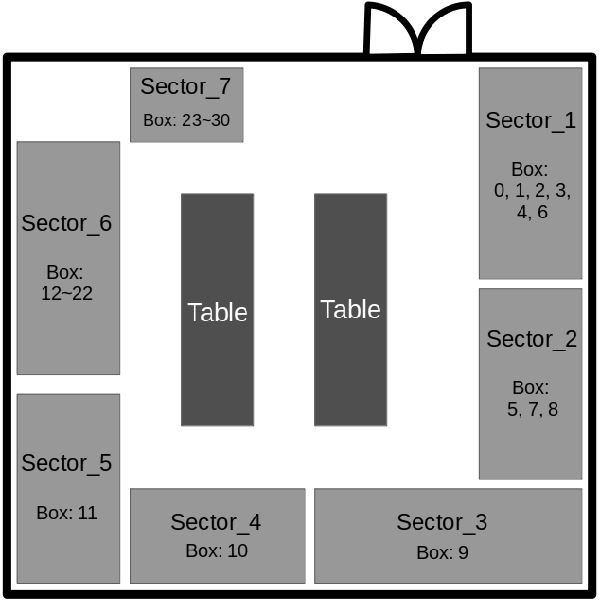 Sector_7
Box: 23~30
Sector_1
Box:
0, 1, 2, 3,
4, 6
Sector_6
Box:
12~22
Table
Table
Sector_2
Box:
5, 7, 8
Sector_5
Box: 11
Sector_4
Box: 10
Sector_3
Box: 9